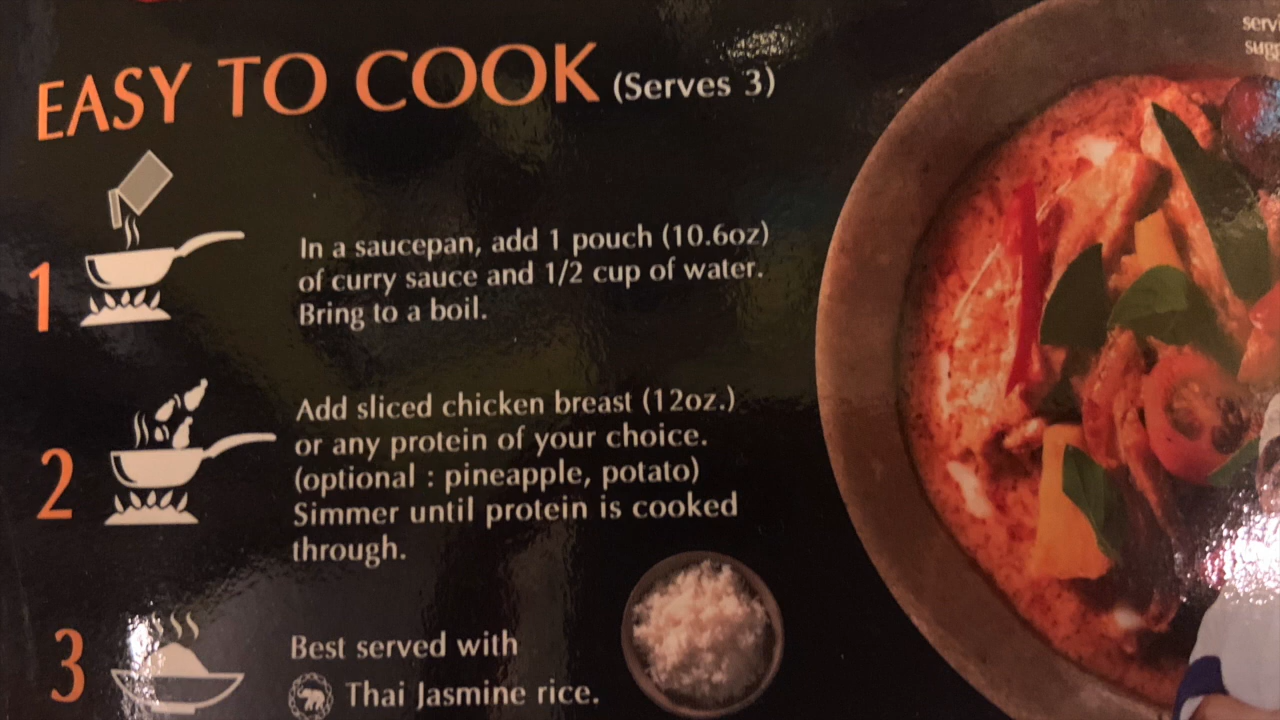 EASY TO COOK (Serves 3)
1
In a saucepan, add 1 pouch (10.6oz)
of curry sauce and 1/2 cup of water.
Bring to a boil.
2
Add sliced chicken breast (12oz.)
or any protein of your choice.
(optional : pineapple, potato)
Simmer until protein is cooked
through.
3
Best served with
Thai Jasmine rice.